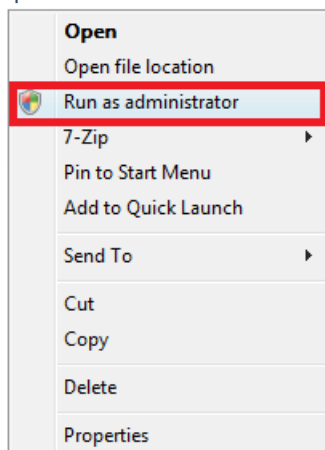 Open
Open file location
Run as administrator
7-Zip
Pin to Start Menu
Add to Quick Launch
Send To
Cut
Copy
Delete
Properties